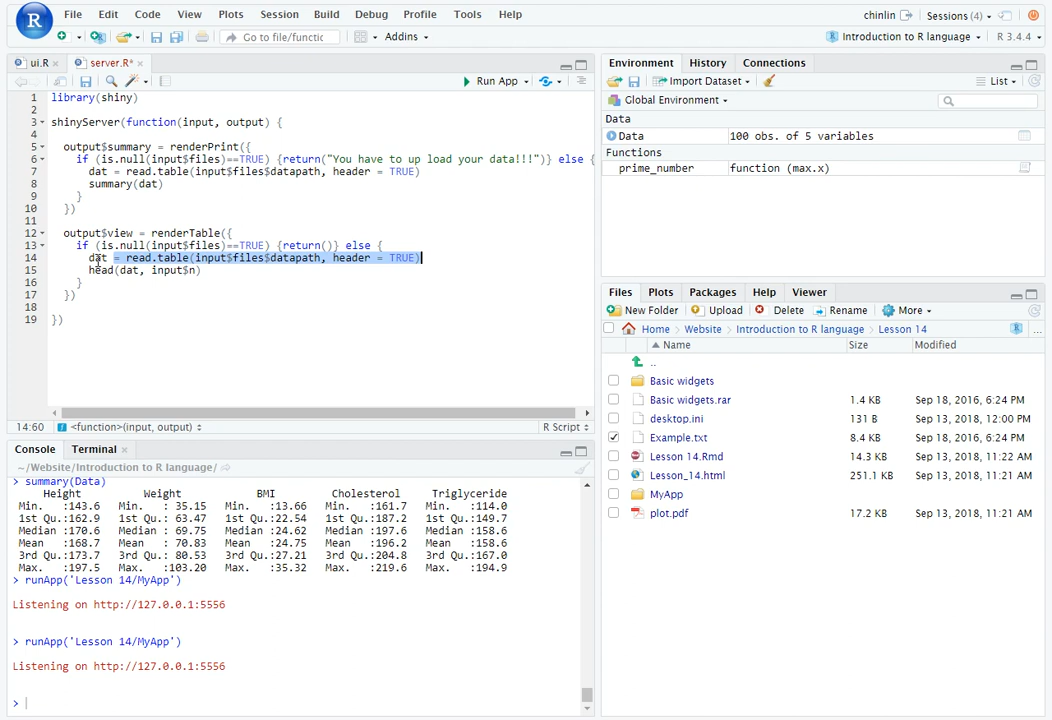 R File Edit Code View Plots Session Build Debug Profile Tools Help chinlin Sessions (4)
Go to file/functic Addins Introduction to R language R 3.4.4
ui.R × server.R* ×
Run App
1 library(shiny)
2
3 shinyServer(function(input, output) {
4
5 output$summary = renderPrint({
6 if (is.null(input$files)==TRUE) {return("You have to up load your data!!!")} else {
7 dat = read.table(input$files$datapath, header = TRUE)
8 summary(dat)
9 }
10 })
11
12 output$view = renderTable({
13 if (is.null(input$files)==TRUE) {return()} else {
14 dat = read.table(input$files$datapath, header = TRUE)
15 head(dat, input$n)
16 }
17 })
18
19 })
14:60 <function>(input, output) R Script
Console Terminal ×
~/Website/Introduction to R language/
> summary(Data)
Height Weight BMI Cholesterol Triglyceride
Min. :143.6 Min. : 35.15 Min. :13.66 Min. :161.7 Min. :114.0
1st Qu.:162.9 1st Qu.: 63.47 1st Qu.:22.54 1st Qu.:187.2 1st Qu.:149.7
Median :170.6 Median : 69.75 Median :24.62 Median :197.6 Median :158.6
Mean :168.7 Mean : 70.83 Mean :24.75 Mean :196.2 Mean :158.6
3rd Qu.:173.7 3rd Qu.: 80.53 3rd Qu.:27.21 3rd Qu.:204.8 3rd Qu.:167.0
Max. :197.5 Max. :103.20 Max. :35.32 Max. :219.6 Max. :194.9
> runApp('Lesson 14/MyApp')
Listening on http://127.0.0.1:5556
> runApp('Lesson 14/MyApp')
Listening on http://127.0.0.1:5556
>
Environment History Connections
Import Dataset List
Global Environment
Data
Data 100 obs. of 5 variables
Functions
prime_number function (max.x)
Files Plots Packages Help Viewer
New Folder Upload Delete Rename More
Home > Website > Introduction to R language > Lesson 14 R ...
Name Size Modified
..
Basic widgets
Basic widgets.rar 1.4 KB Sep 18, 2016, 6:24 PM
desktop.ini 131 B Sep 13, 2018, 12:00 PM
Example.txt 8.4 KB Sep 18, 2016, 6:24 PM
Lesson 14.Rmd 14.3 KB Sep 13, 2018, 11:22 AM
Lesson_14.html 251.1 KB Sep 13, 2018, 11:21 AM
MyApp
plot.pdf 17.2 KB Sep 13, 2018, 11:21 AM